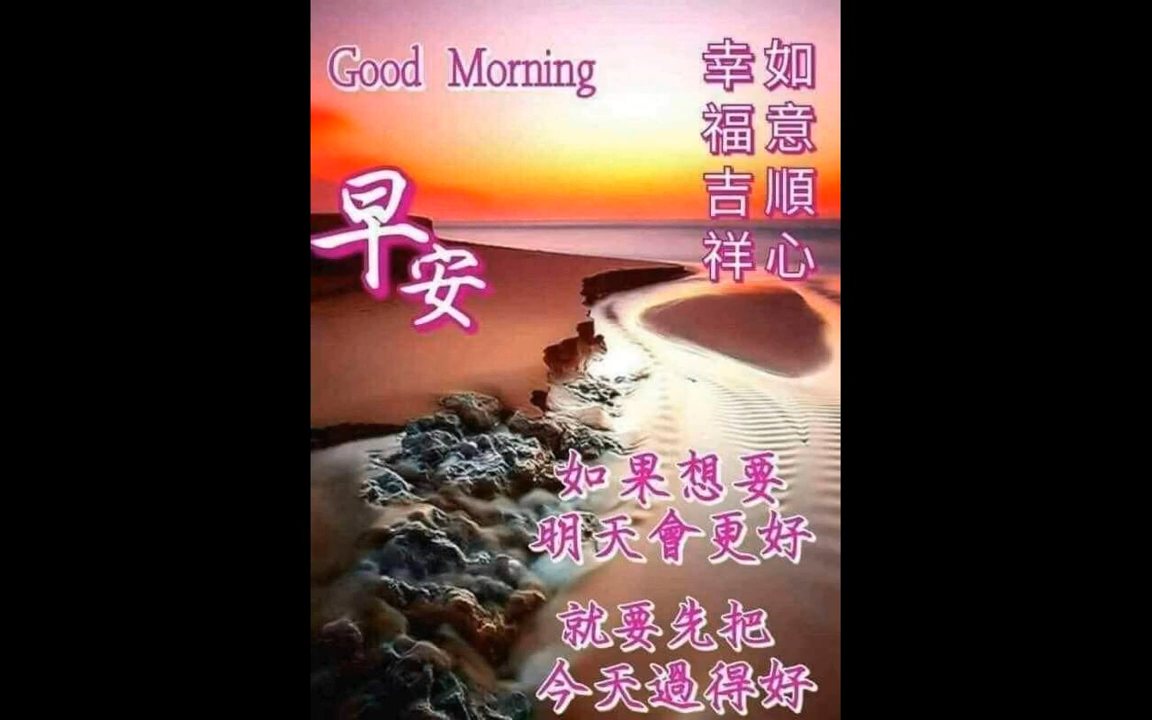 Good Morning
如意順心
幸福吉祥
早安
如果想要
明天會更好
就要先把
今天過得好